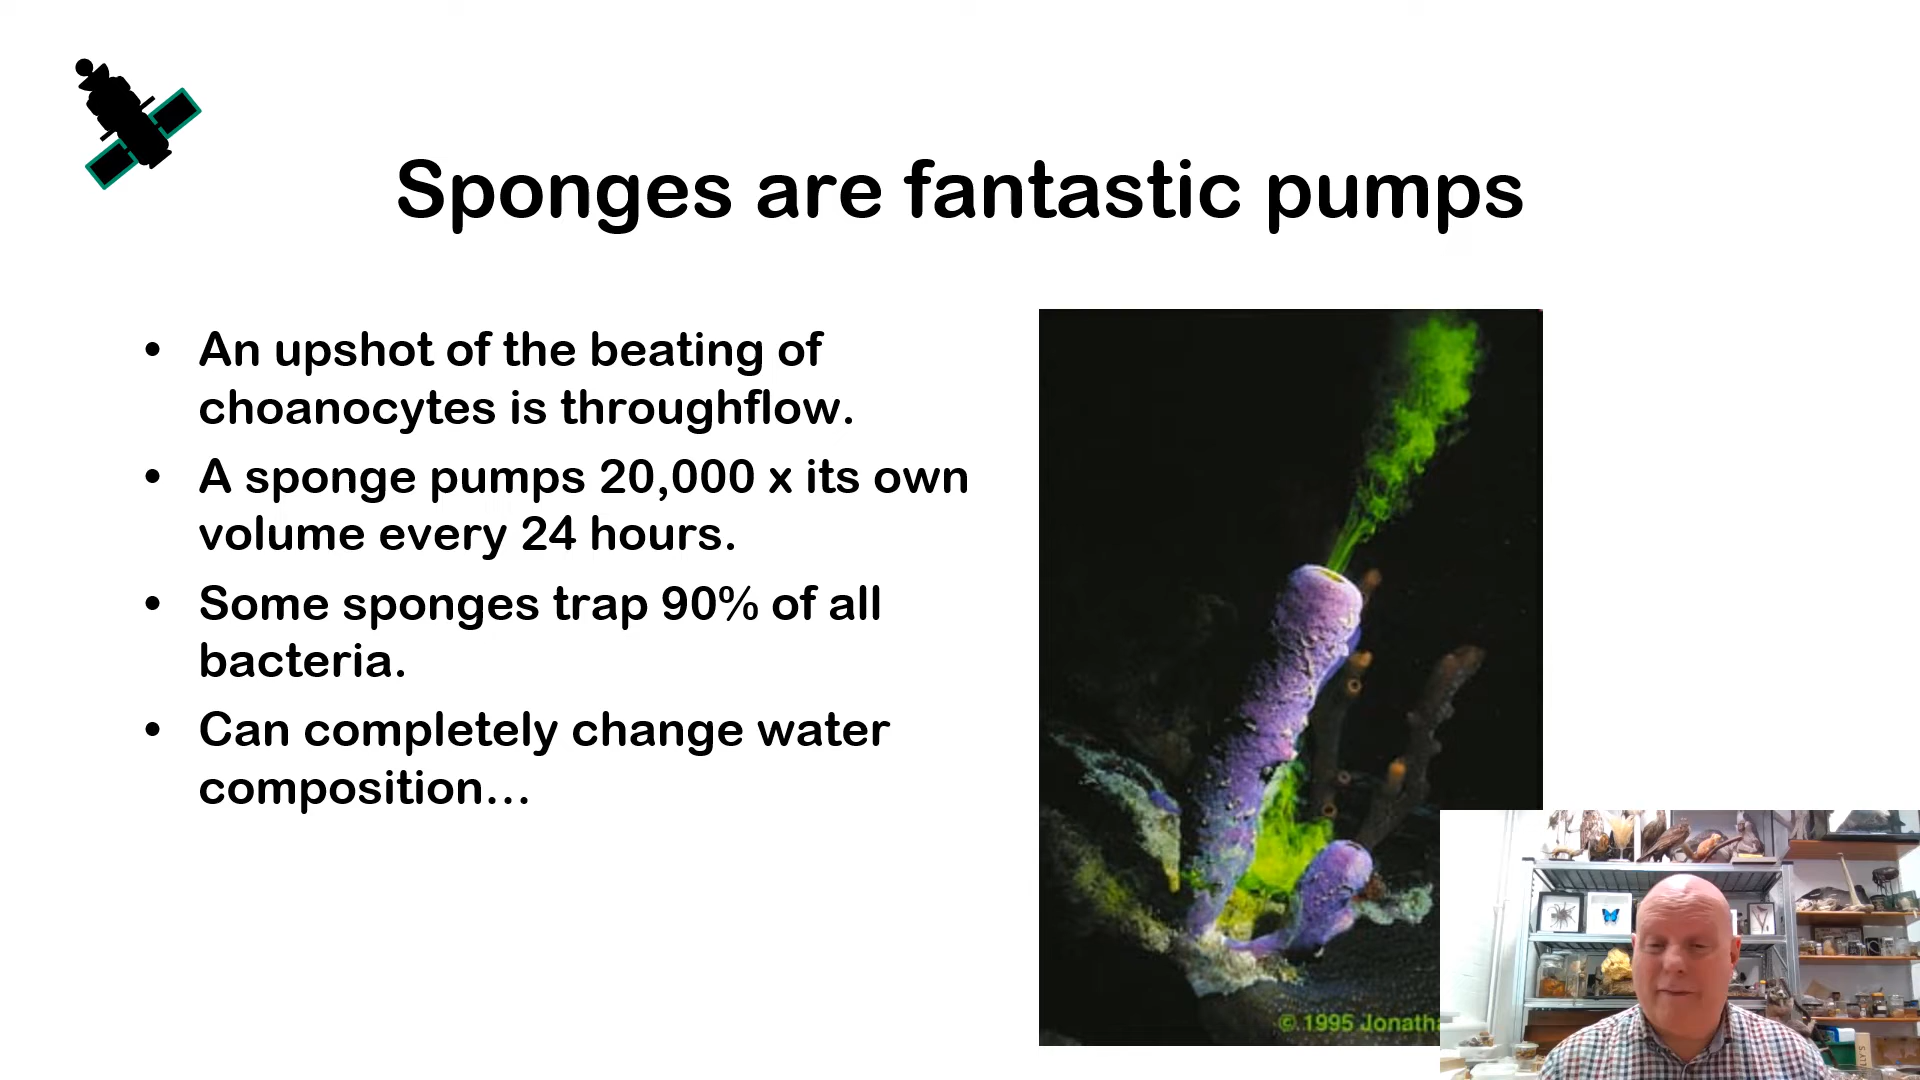 Sponges are fantastic pumps
• An upshot of the beating of
choanocytes is throughflow.
• A sponge pumps 20,000 x its own
volume every 24 hours.
• Some sponges trap 90% of all
bacteria.
• Can completely change water
composition…
© 1995 Jonatha